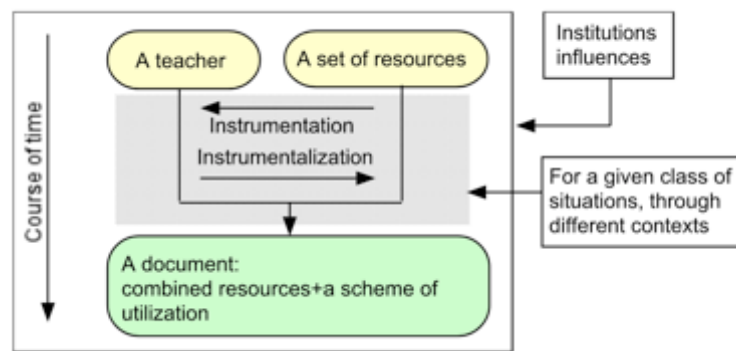 A teacher
A set of resources
Institutions
influences
Course of time
Instrumentation
Instrumentalization
For a given class of
situations, through
different contexts
A document:
combined resources+a scheme of
utilization